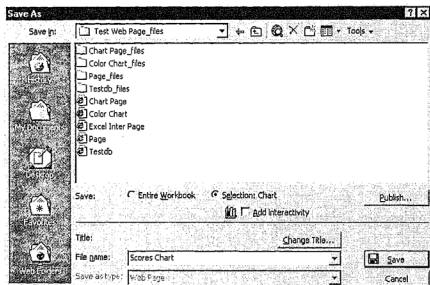 Save As
Save in: Test Web Page_files Tools
Chart Page_files
Color Chart_files
Page_files
Testdb_files
Chart Page
Color Chart
Excel Inter Page
Page
Testdb
History
My Documents
Desktop
Favorites
Web Folders
Save: Entire Workbook Selection: Chart Publish...
Add Interactivity
Title: Change Title...
File name: Scores Chart Save
Save as type: Web Page Cancel